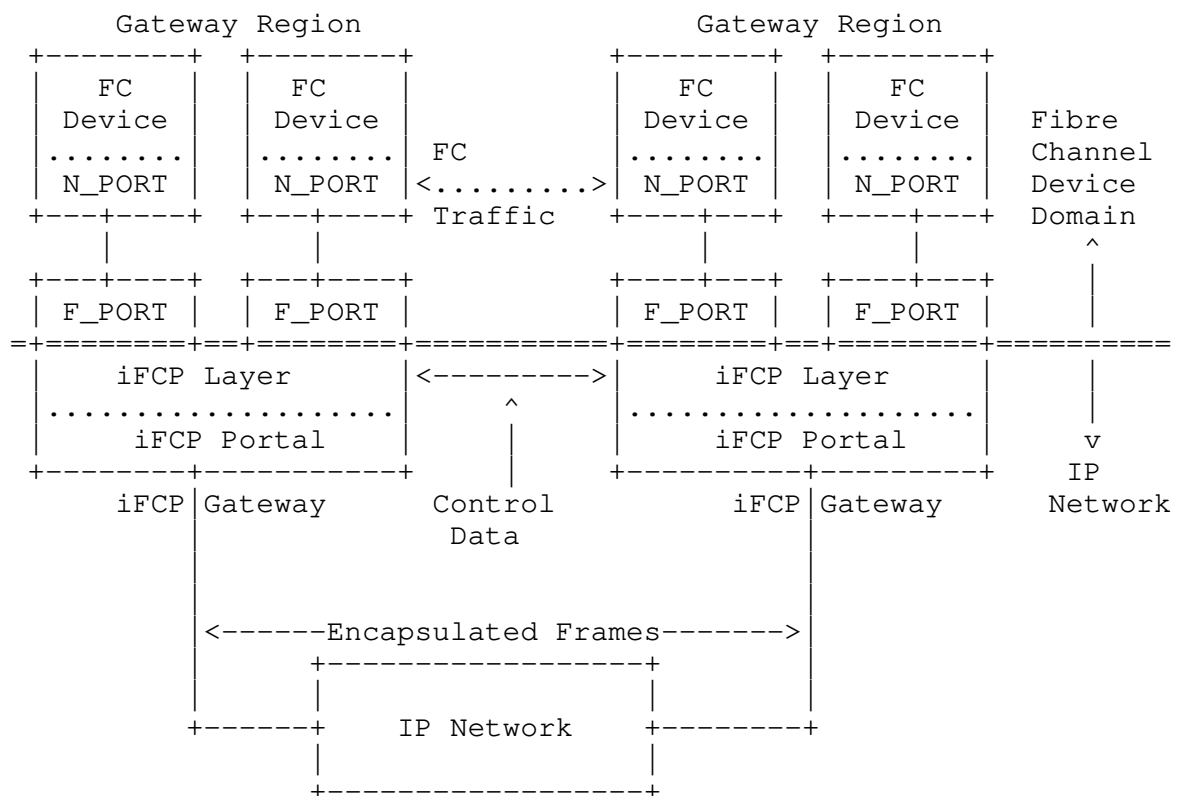 Gateway Region Gateway Region
FC FC FC FC
Device Device Device Device Fibre
........ ........ FC ........ ........ Channel
N_PORT N_PORT <.........> N_PORT N_PORT Device
Traffic Domain
F_PORT F_PORT F_PORT F_PORT
iFCP Layer <---------> iFCP Layer
iFCP Portal iFCP Portal
IP
iFCP Gateway Control iFCP Gateway Network
Data
<------Encapsulated Frames------->
IP Network